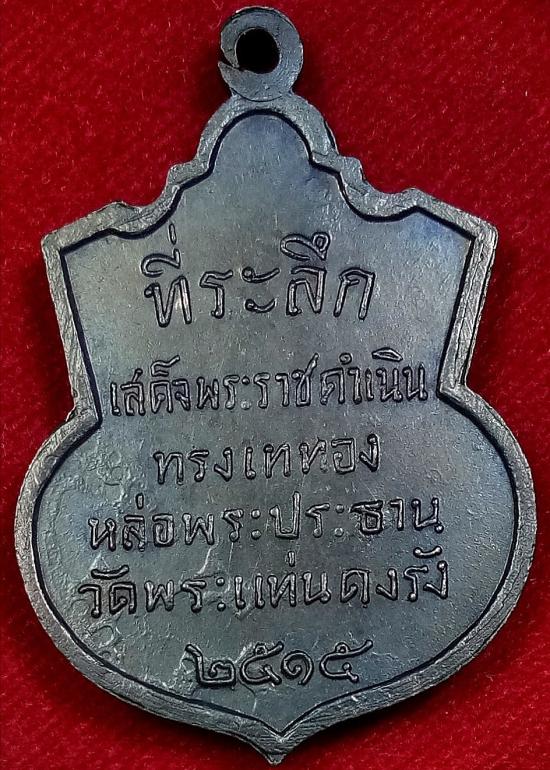 ที่ระลึก
เสด็จพระราชดำเนิน
ทรงเททอง
หล่อพระประธาน
วัดพระแท่นดงรัง
๒๕๑๕